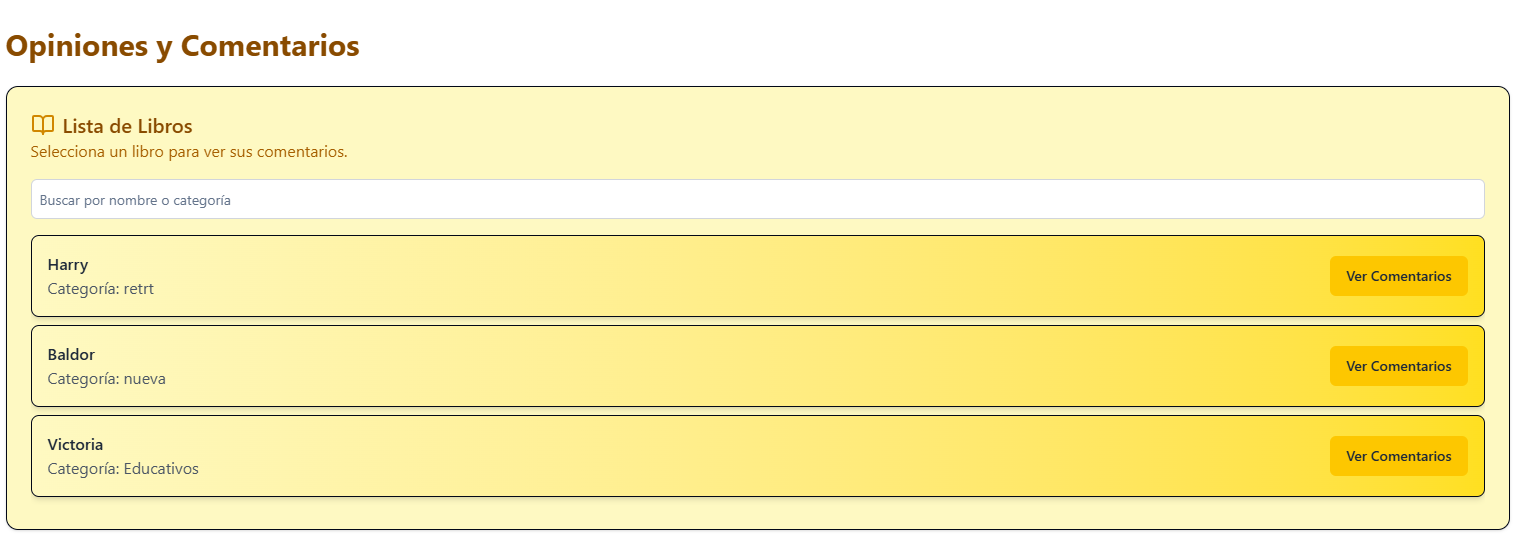 Opiniones y Comentarios
Lista de Libros
Selecciona un libro para ver sus comentarios.
Buscar por nombre o categoría
Harry
Categoría: retrt
Ver Comentarios
Baldor
Categoría: nueva
Ver Comentarios
Victoria
Categoría: Educativos
Ver Comentarios